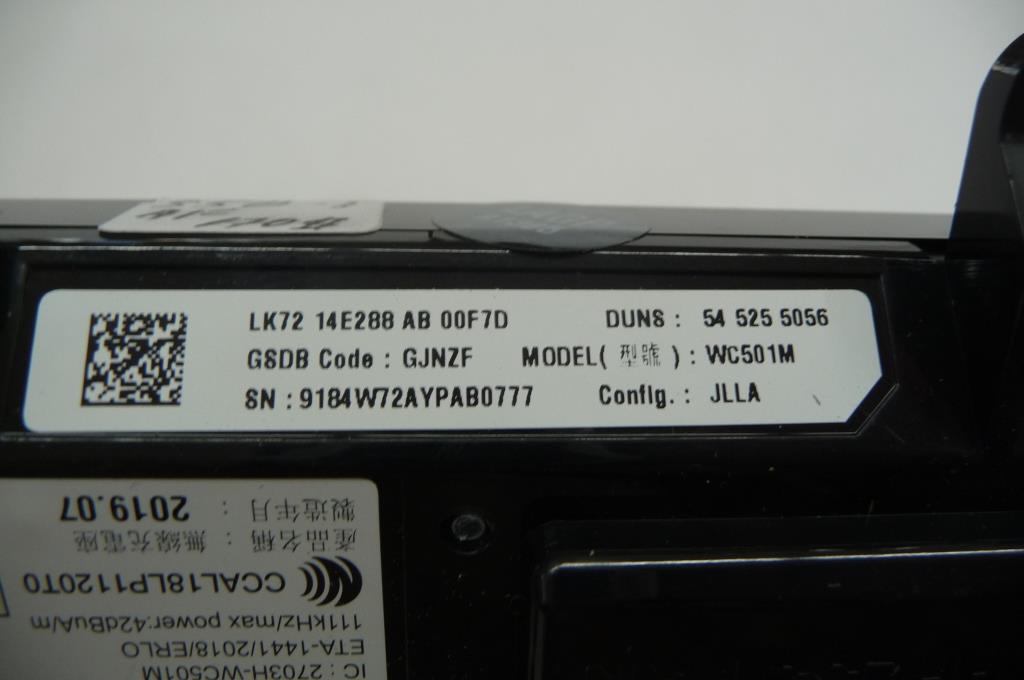 LK72 14E288 AB 00F7D DUNS : 54 525 5056
GSDB Code : GJNZF MODEL( 型號 ) : WC501M
SN : 9184W72AYPAB0777 Config. : JLLA
IC : 2703H-WC501M
ETA-1441/2018/ERLO
111kHz/max power:42dBuA/m
CCAL18LP1120T0
產品名稱 : 無線充電座
製造年月 : 2019.07